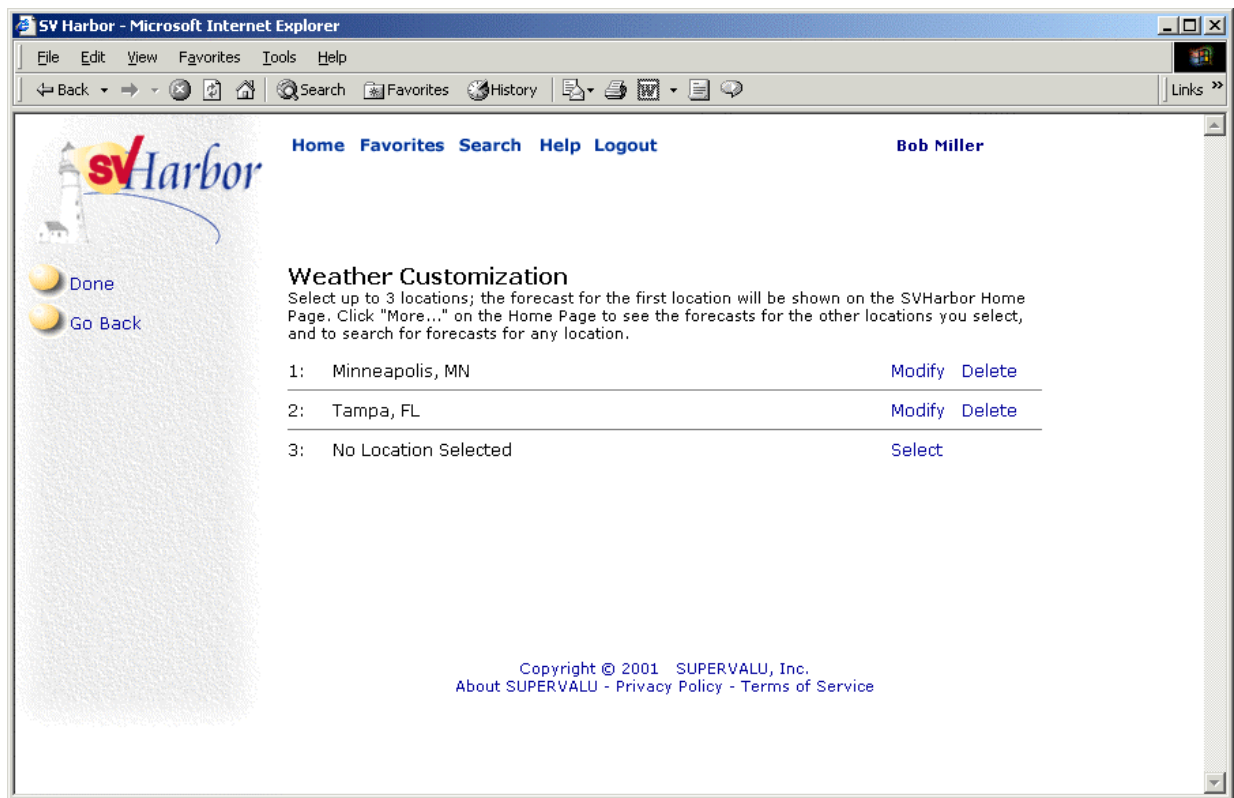 SV Harbor - Microsoft Internet Explorer
File Edit View Favorites Tools Help
Back Search Favorites History Links »
SVHarbor
Home Favorites Search Help Logout Bob Miller
Done
Go Back
Weather Customization
Select up to 3 locations; the forecast for the first location will be shown on the SVHarbor Home
Page. Click "More..." on the Home Page to see the forecasts for the other locations you select,
and to search for forecasts for any location.
1: Minneapolis, MN Modify Delete
2: Tampa, FL Modify Delete
3: No Location Selected Select
Copyright © 2001 SUPERVALU, Inc.
About SUPERVALU - Privacy Policy - Terms of Service